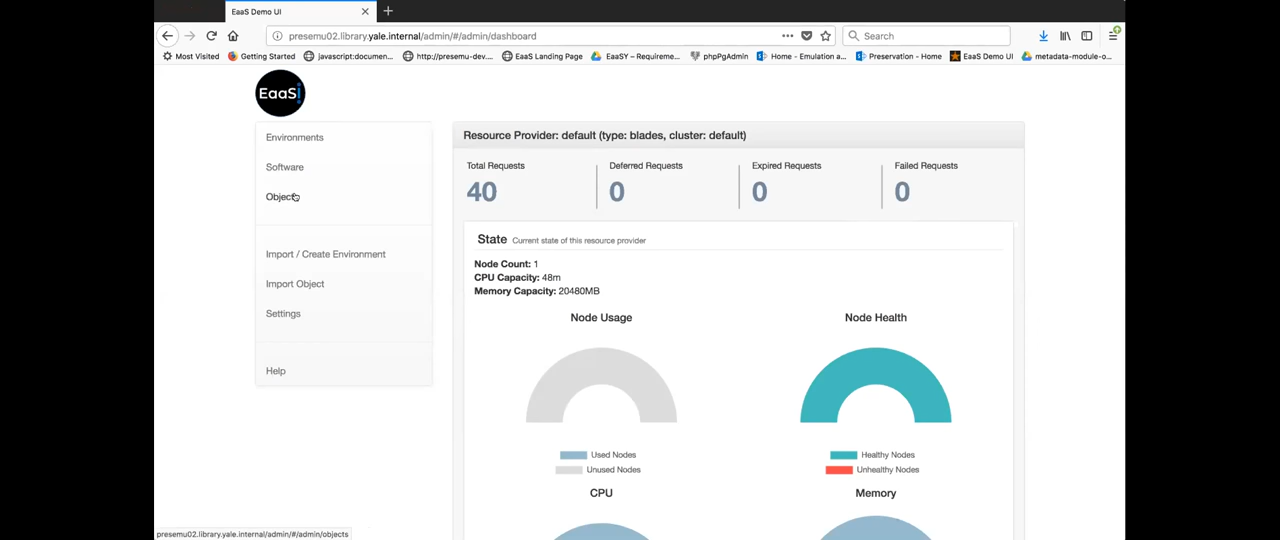 EaaS Demo UI
presemu02.library.yale.internal/admin/#/admin/dashboard
Search
Most Visited
Getting Started
javascript:documen...
http://presemu-dev....
EaaS Landing Page
EaaSY – Requireme...
phpPgAdmin
Home - Emulation a...
Preservation - Home
EaaS Demo UI
metadata-module-o...
EaaSi
Environments
Software
Objects
Import / Create Environment
Import Object
Settings
Help
Resource Provider: default (type: blades, cluster: default)
Total Requests
Deferred Requests
Expired Requests
Failed Requests
40
0
0
0
State Current state of this resource provider
Node Count: 1
CPU Capacity: 48m
Memory Capacity: 20480MB
Node Usage
Node Health
Used Nodes
Unused Nodes
Healthy Nodes
Unhealthy Nodes
CPU
Memory
presemu02.library.yale.internal/admin/#/admin/objects